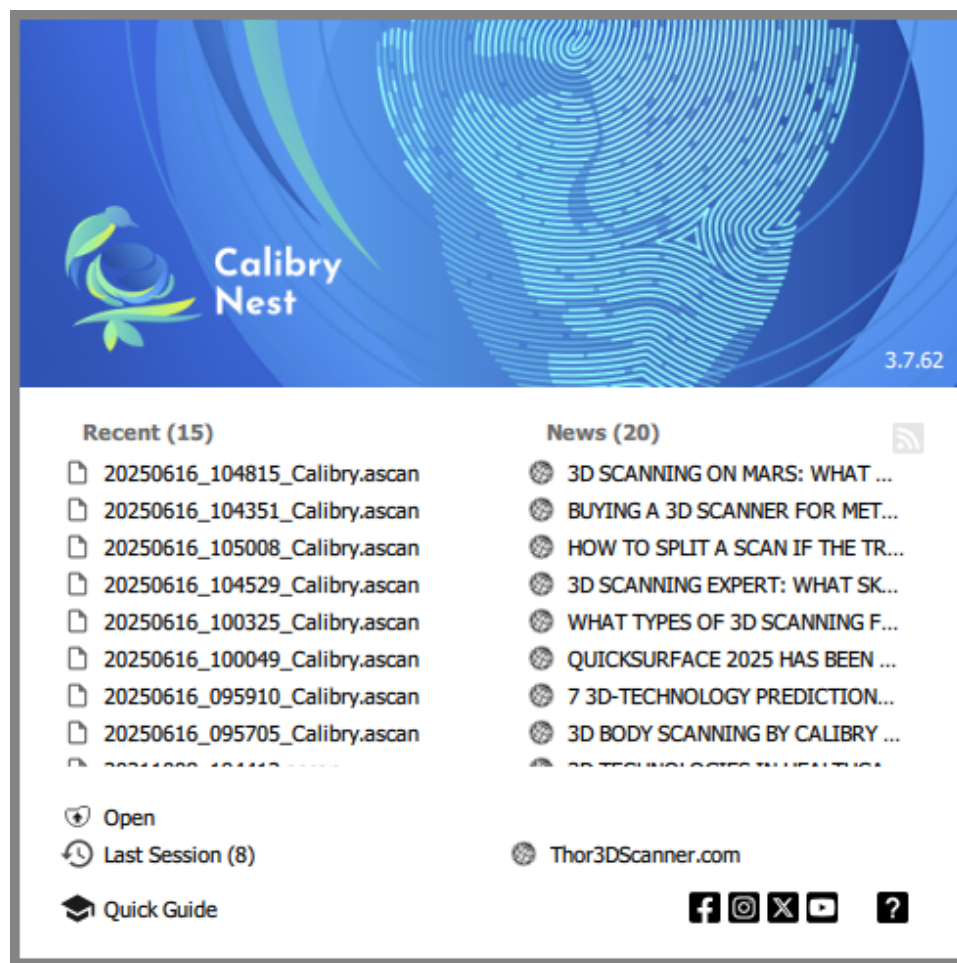 Calibry
Nest
3.7.62
Recent (15)
20250616_104815_Calibry.ascan
20250616_104351_Calibry.ascan
20250616_105008_Calibry.ascan
20250616_104529_Calibry.ascan
20250616_100325_Calibry.ascan
20250616_100049_Calibry.ascan
20250616_095910_Calibry.ascan
20250616_095705_Calibry.ascan
News (20)
3D SCANNING ON MARS: WHAT ...
BUYING A 3D SCANNER FOR MET...
HOW TO SPLIT A SCAN IF THE TR...
3D SCANNING EXPERT: WHAT SK...
WHAT TYPES OF 3D SCANNING F...
QUICKSURFACE 2025 HAS BEEN ...
7 3D-TECHNOLOGY PREDICTION...
3D BODY SCANNING BY CALIBRY ...
Open
Last Session (8)
Thor3DScanner.com
Quick Guide